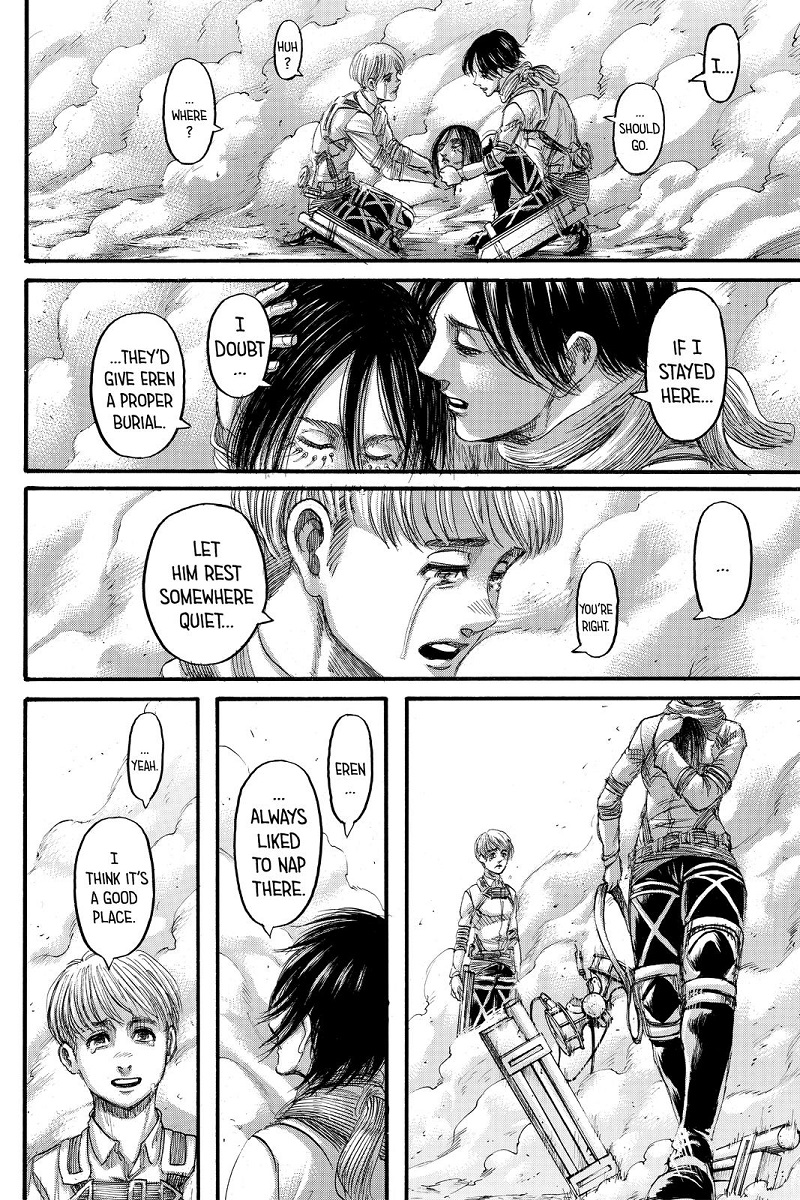 I...
...
SHOULD
GO.
HUH
?
...
WHERE
?
IF I
STAYED
HERE...
I
DOUBT
...
...THEY'D
GIVE EREN
A PROPER
BURIAL.
...
YOU'RE
RIGHT.
LET
HIM REST
SOMEWHERE
QUIET...
EREN
...
...
ALWAYS
LIKED
TO NAP
THERE.
...
YEAH.
I
THINK IT'S
A GOOD
PLACE.